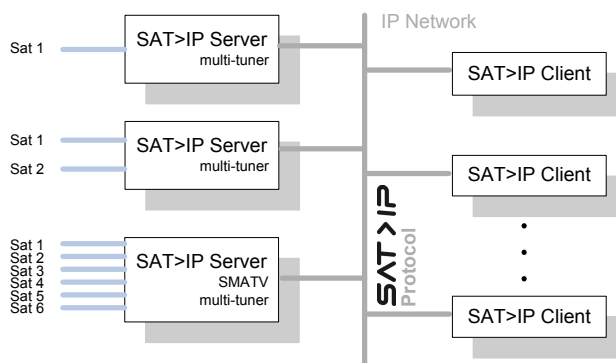 IP Network
Sat 1
SAT>IP Server
multi-tuner
SAT>IP Client
Sat 1
Sat 2
SAT>IP Server
multi-tuner
SAT>IP Client
Sat 1
Sat 2
Sat 3
Sat 4
Sat 5
Sat 6
SAT>IP Server
SMATV
multi-tuner
SAT>IP
Protocol
SAT>IP Client